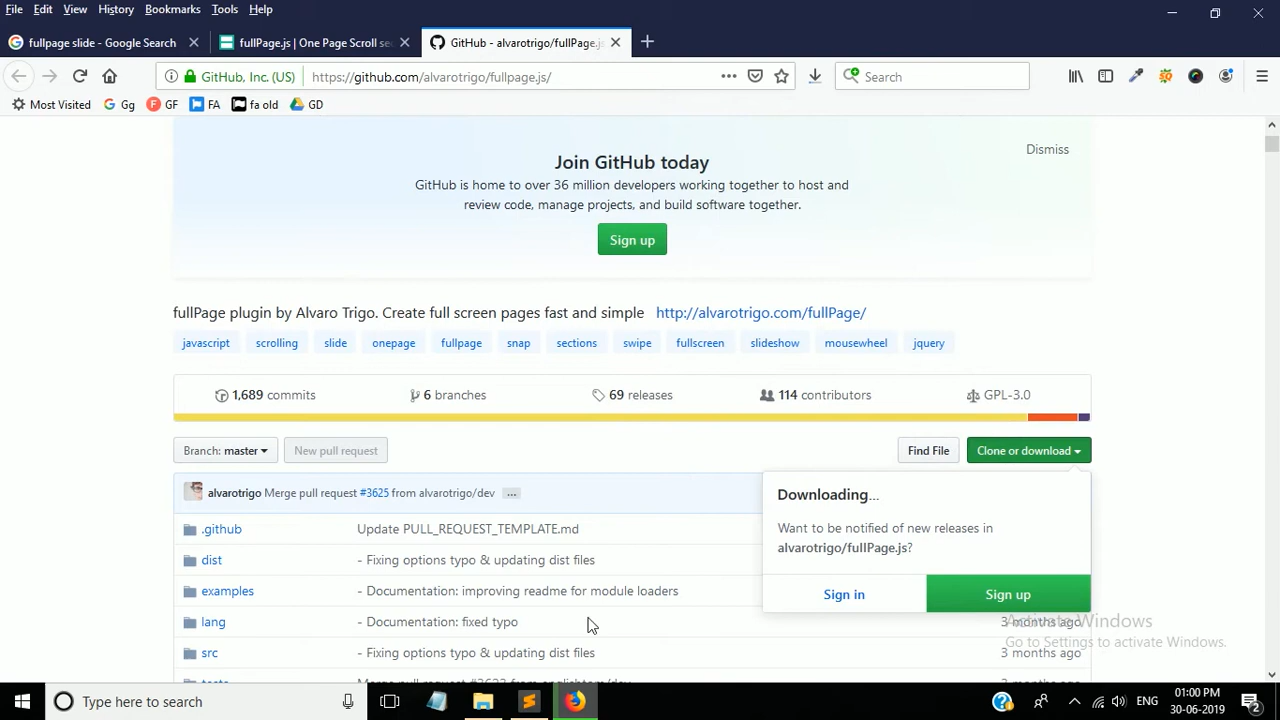 File Edit View History Bookmarks Tools Help
fullpage slide - Google Search
fullPage.js | One Page Scroll se
GitHub - alvarotrigo/fullPage.js
GitHub, Inc. (US) https://github.com/alvarotrigo/fullpage.js/
Search
Most Visited Gg GF FA fa old GD
Join GitHub today
Dismiss
GitHub is home to over 36 million developers working together to host and
review code, manage projects, and build software together.
Sign up
fullPage plugin by Alvaro Trigo. Create full screen pages fast and simple http://alvarotrigo.com/fullPage/
javascript scrolling slide onepage fullpage snap sections swipe fullscreen slideshow mousewheel jquery
1,689 commits 6 branches 69 releases 114 contributors GPL-3.0
Branch: master New pull request Find File Clone or download
alvarotrigo Merge pull request #3625 from alvarotrigo/dev ...
Downloading...
Want to be notified of new releases in
alvarotrigo/fullPage.js?
Sign in Sign up
.github Update PULL_REQUEST_TEMPLATE.md
dist - Fixing options typo & updating dist files
examples - Documentation: improving readme for module loaders
lang - Documentation: fixed typo 3 months ago
src - Fixing options typo & updating dist files 3 months ago
Activate Windows
Go to Settings to activate Windows.
Type here to search
ENG
01:00 PM
30-06-2019
2